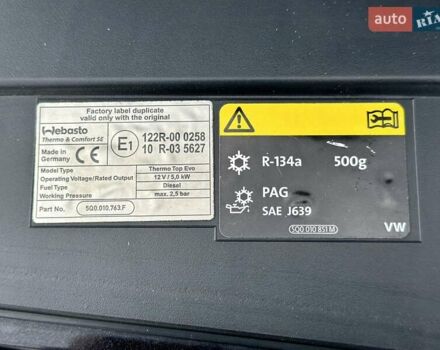 auto RIA
Factory label duplicate
valid only with the original
Webasto
Thermo & Comfort SE
E1
122R-00 0258
10 R-03 5627
Made in
Germany
CE
Model Type Thermo Top Evo
Operating Voltage/Rated Output 12 V / 5,0 kW
Fuel Type Diesel
Working Pressure max. 2,5 bar
Part No. 5Q0.010.763.F
R-134a 500g
PAG
SAE J639
5Q0 010 851 M
VW